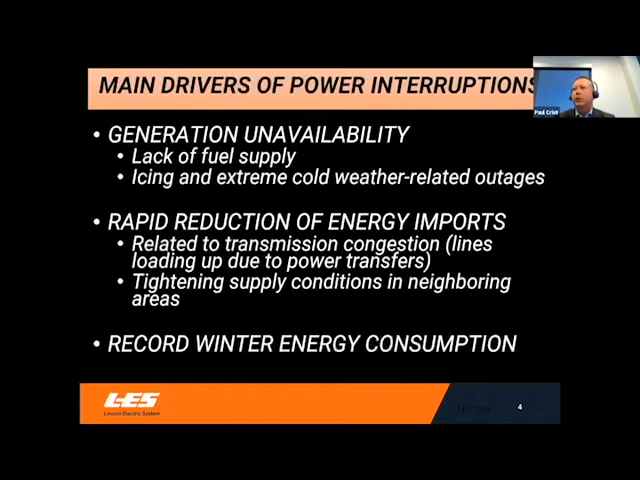 MAIN DRIVERS OF POWER INTERRUPTIONS
Paul Crist
• GENERATION UNAVAILABILITY
• Lack of fuel supply
• Icing and extreme cold weather-related outages
• RAPID REDUCTION OF ENERGY IMPORTS
• Related to transmission congestion (lines
loading up due to power transfers)
• Tightening supply conditions in neighboring
areas
• RECORD WINTER ENERGY CONSUMPTION
LES
Lincoln Electric System
LES.com
4